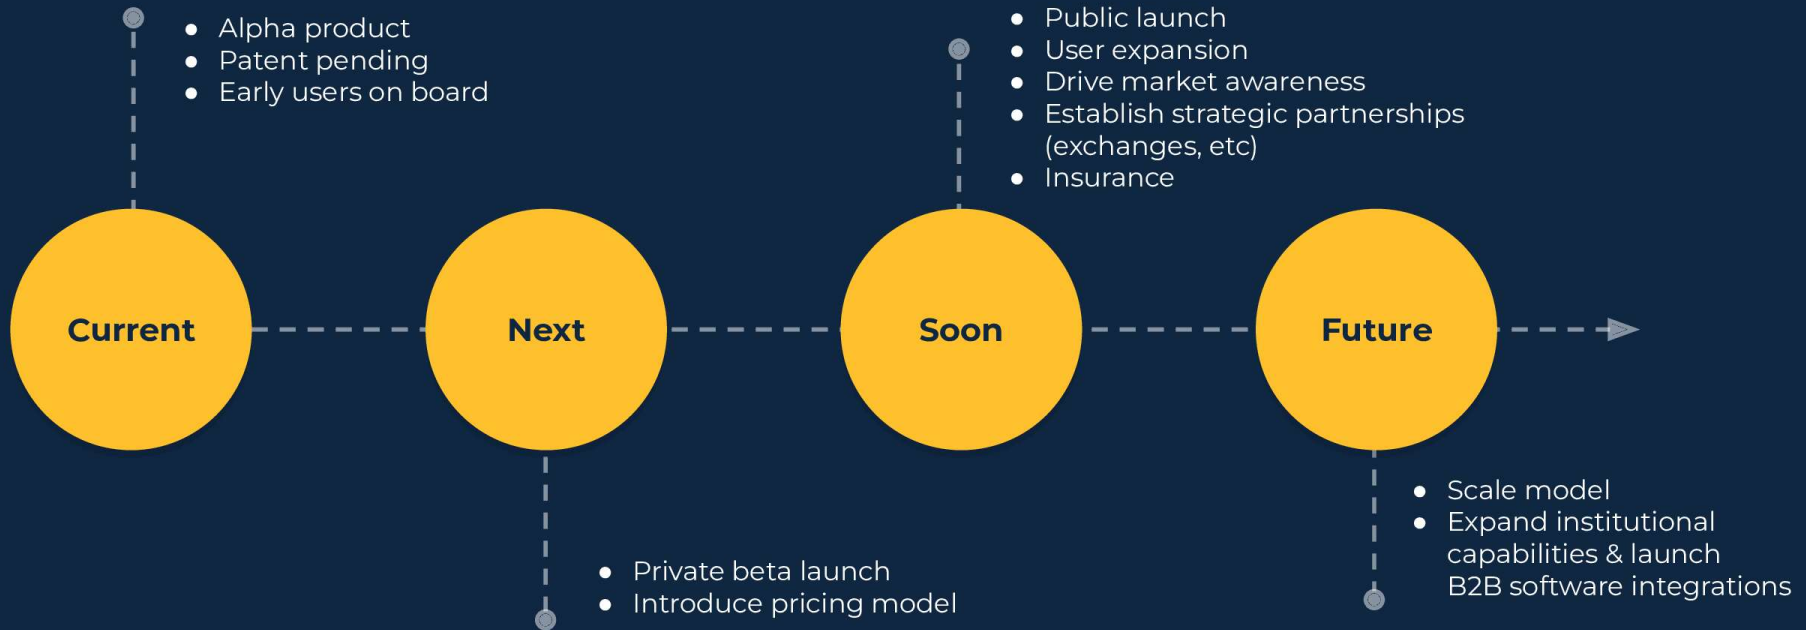 ● Alpha product
● Patent pending
● Early users on board
● Public launch
● User expansion
● Drive market awareness
● Establish strategic partnerships
(exchanges, etc)
● Insurance
Current
Next
Soon
Future
● Private beta launch
● Introduce pricing model
● Scale model
● Expand institutional
capabilities & launch
B2B software integrations